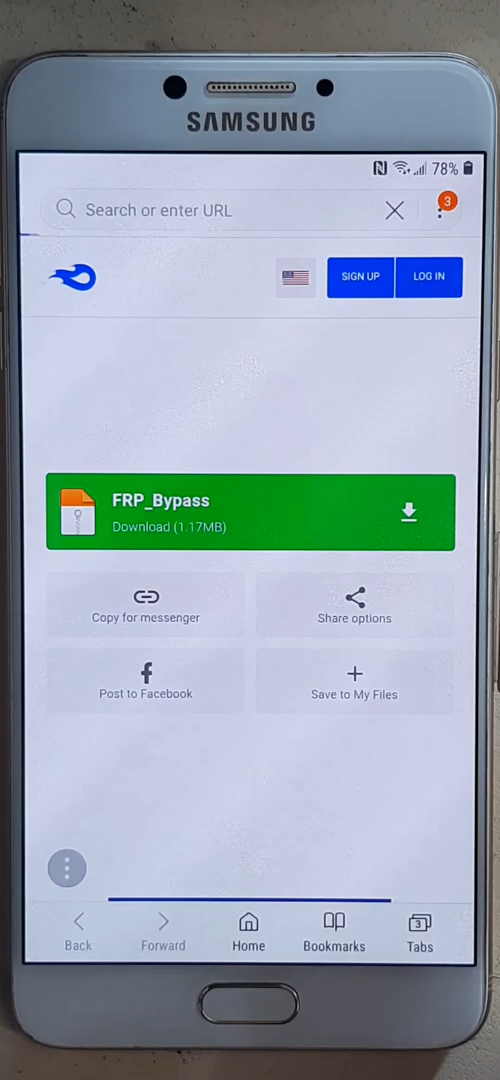 SAMSUNG
78%
Search or enter URL
3
SIGN UP
LOG IN
FRP_Bypass
Download (1.17MB)
Copy for messenger
Share options
Post to Facebook
Save to My Files
3
Back
Forward
Home
Bookmarks
Tabs